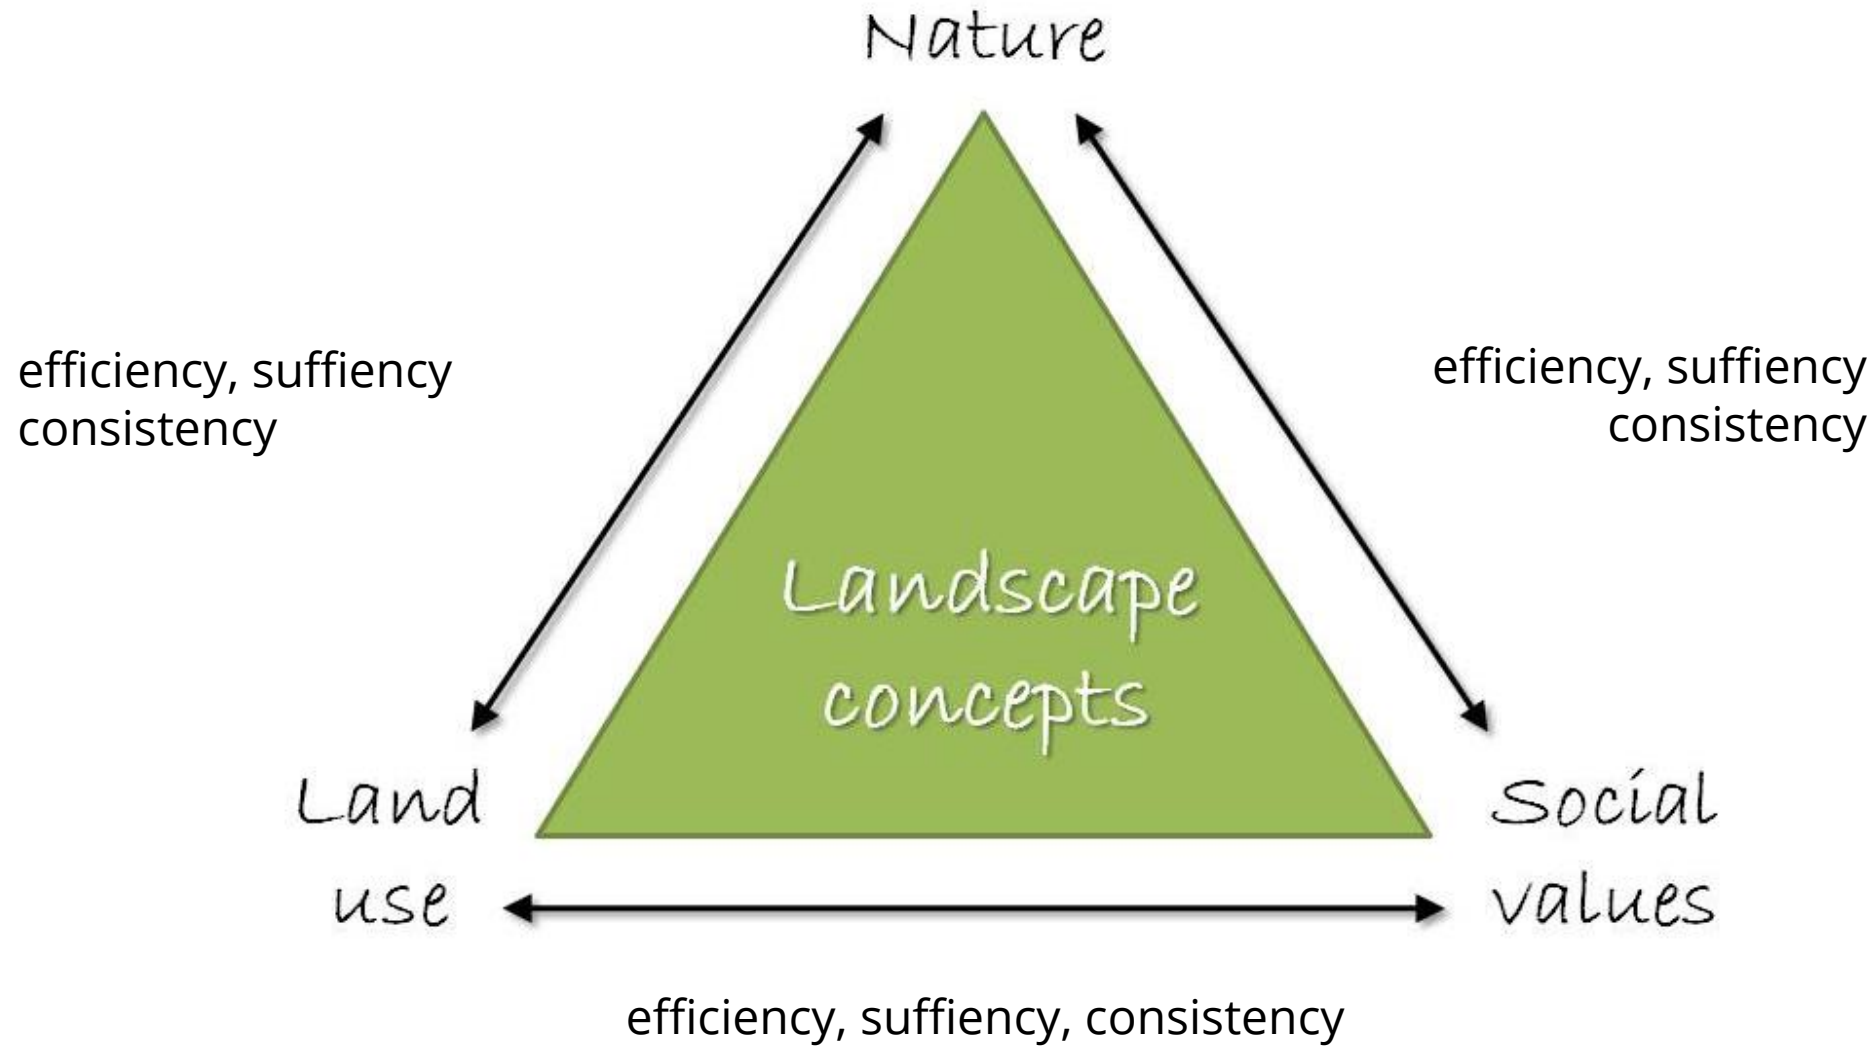 Nature
efficiency, suffiency
consistency
efficiency, suffiency
consistency
Landscape
concepts
Land
use
Social
values
efficiency, suffiency, consistency